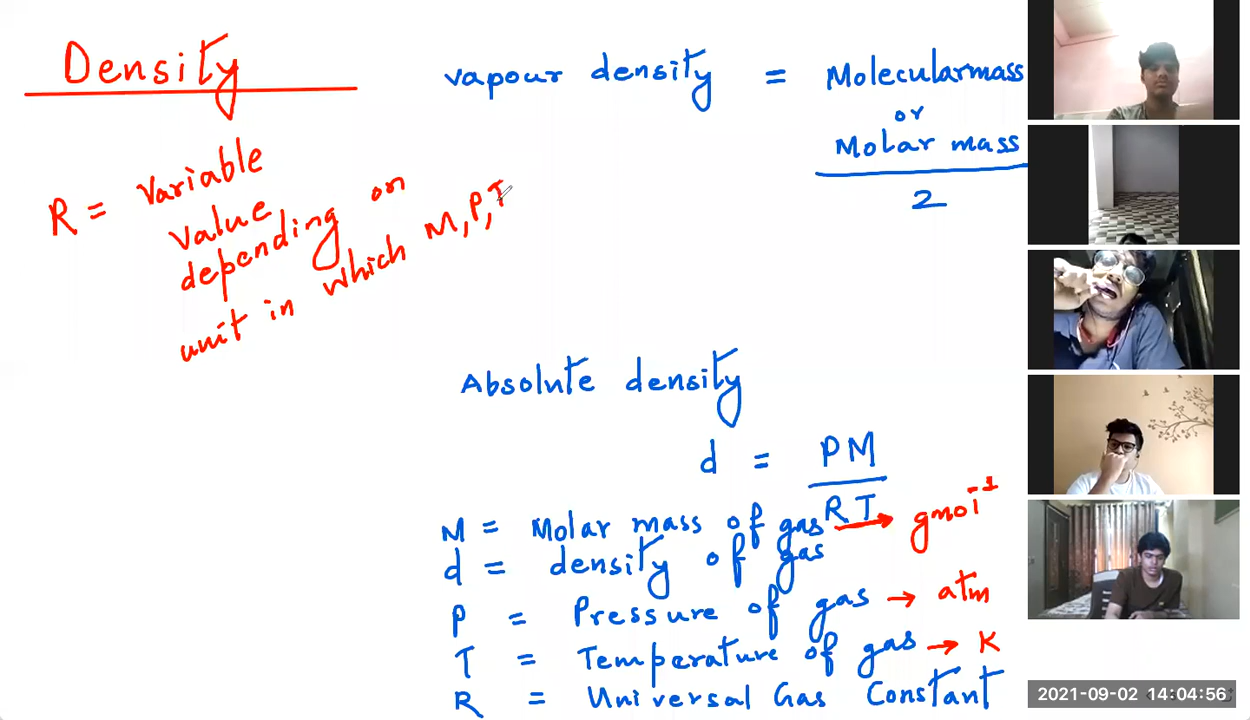 Density
R = Variable
value
depending on
unit in which M, P, T
vapour density = Molecularmass
or
Molar mass
2
Absolute density
d = PM
RT
M = Molar mass of gas → gmol⁻¹
d = density of gas
P = Pressure of gas → atm
T = Temperature of gas → K
R = Universal Gas Constant
2021-09-02 14:04:56